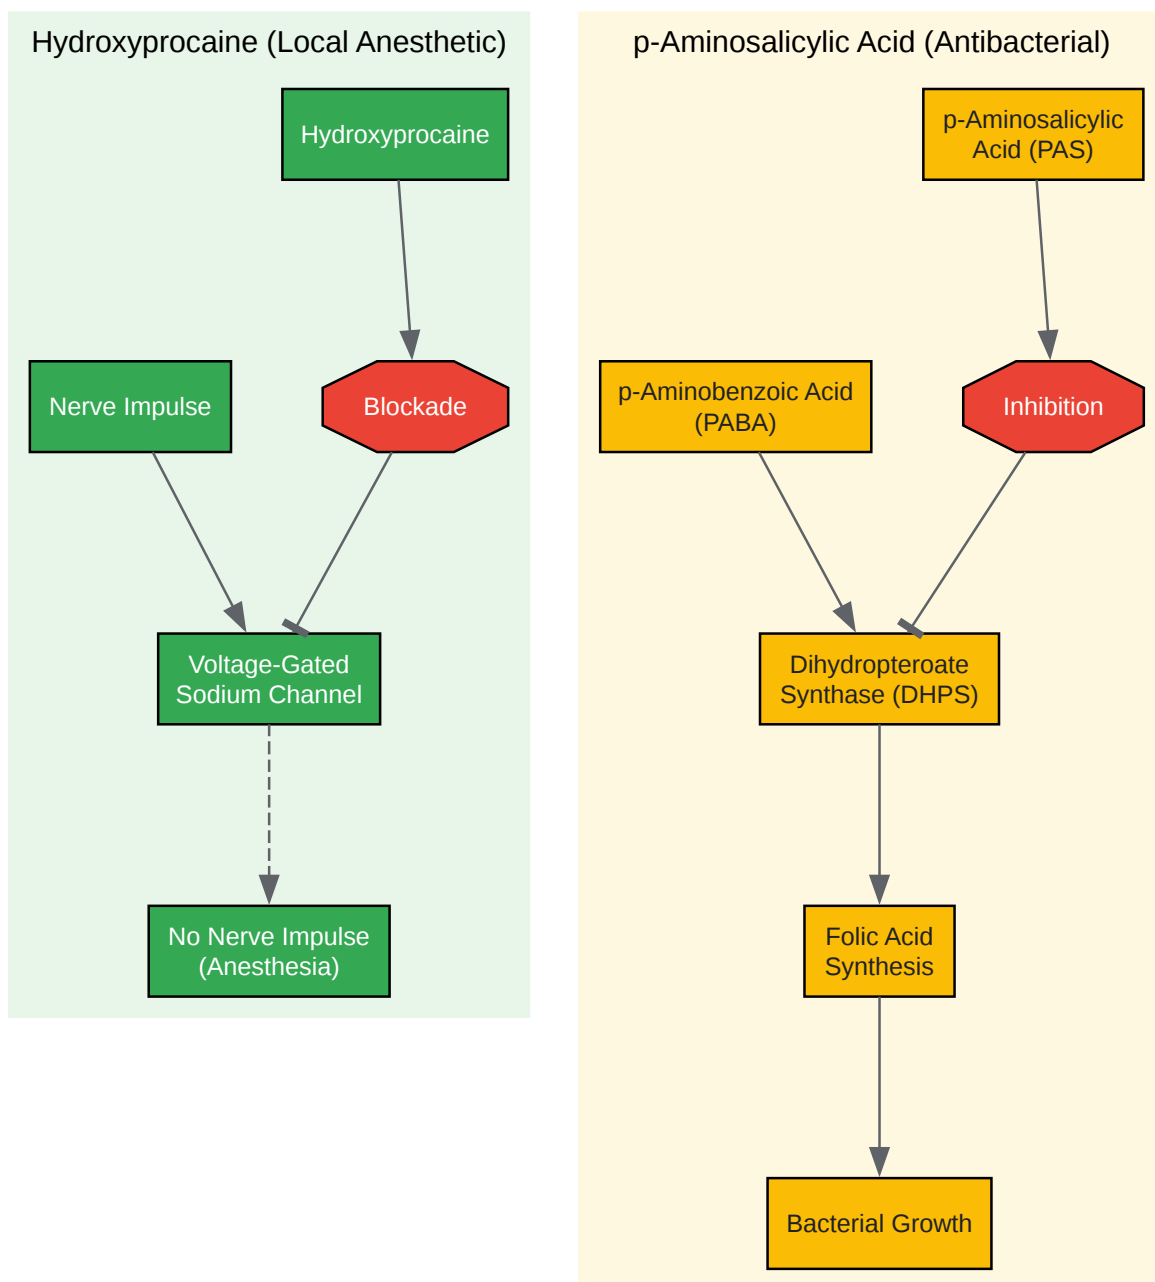 Hydroxyprocaine (Local Anesthetic)
Hydroxyprocaine
Nerve Impulse
Blockade
Voltage-Gated
Sodium Channel
No Nerve Impulse
(Anesthesia)
p-Aminosalicylic Acid (Antibacterial)
p-Aminosalicylic
Acid (PAS)
p-Aminobenzoic Acid
(PABA)
Inhibition
Dihydropteroate
Synthase (DHPS)
Folic Acid
Synthesis
Bacterial Growth